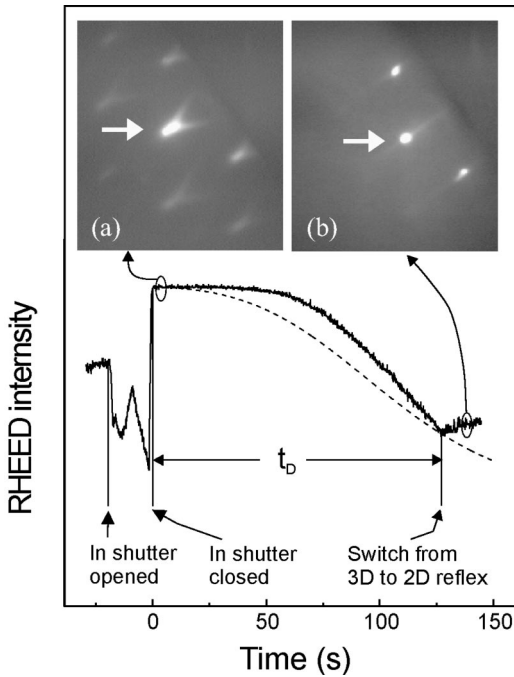 (a)
(b)
RHEED internsity
t_D
In shutter
opened
In shutter
closed
Switch from
3D to 2D reflex
0
50
100
150
Time (s)